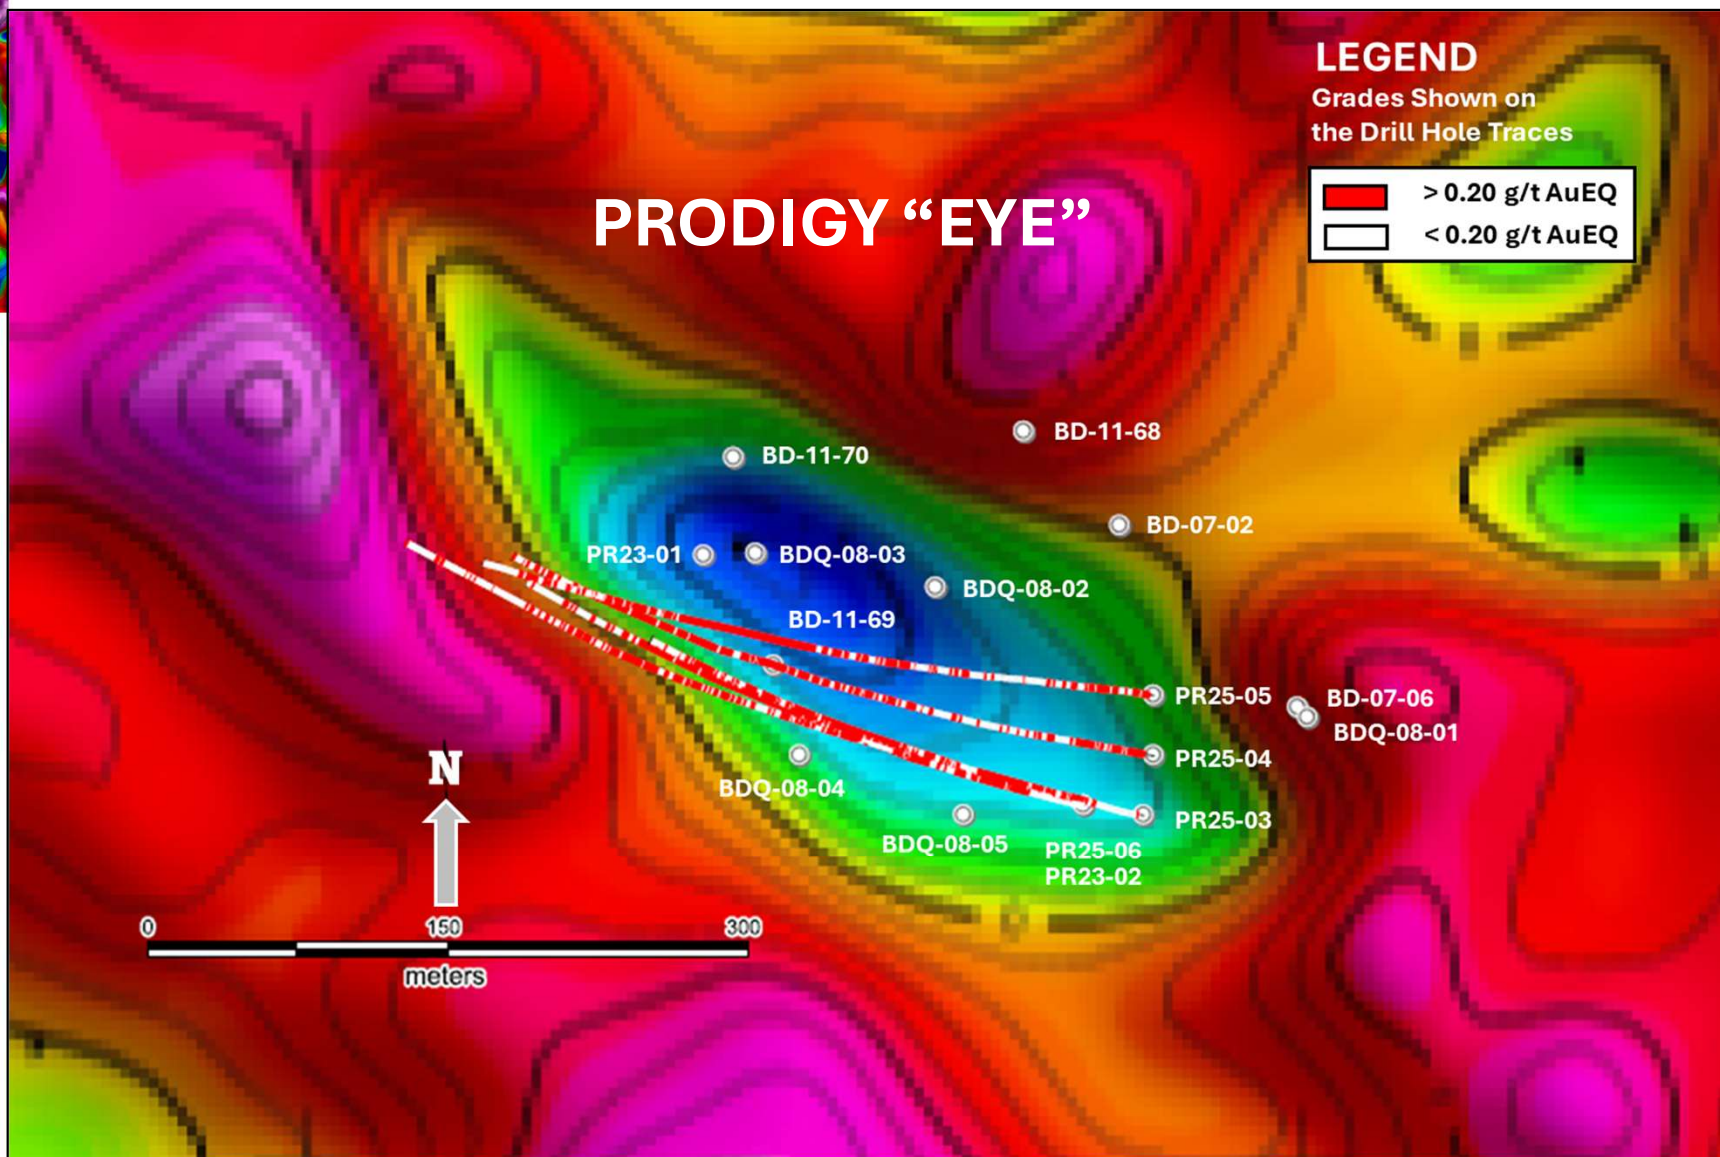 LEGEND
Grades Shown on
the Drill Hole Traces
> 0.20 g/t AuEQ
< 0.20 g/t AuEQ
PRODIGY “EYE”
BD-11-68
BD-11-70
BD-07-02
PR23-01
BDQ-08-03
BDQ-08-02
BD-11-69
PR25-05
BD-07-06
BDQ-08-01
PR25-04
BDQ-08-04
PR25-03
BDQ-08-05
PR25-06
PR23-02
N
0 150 300
meters